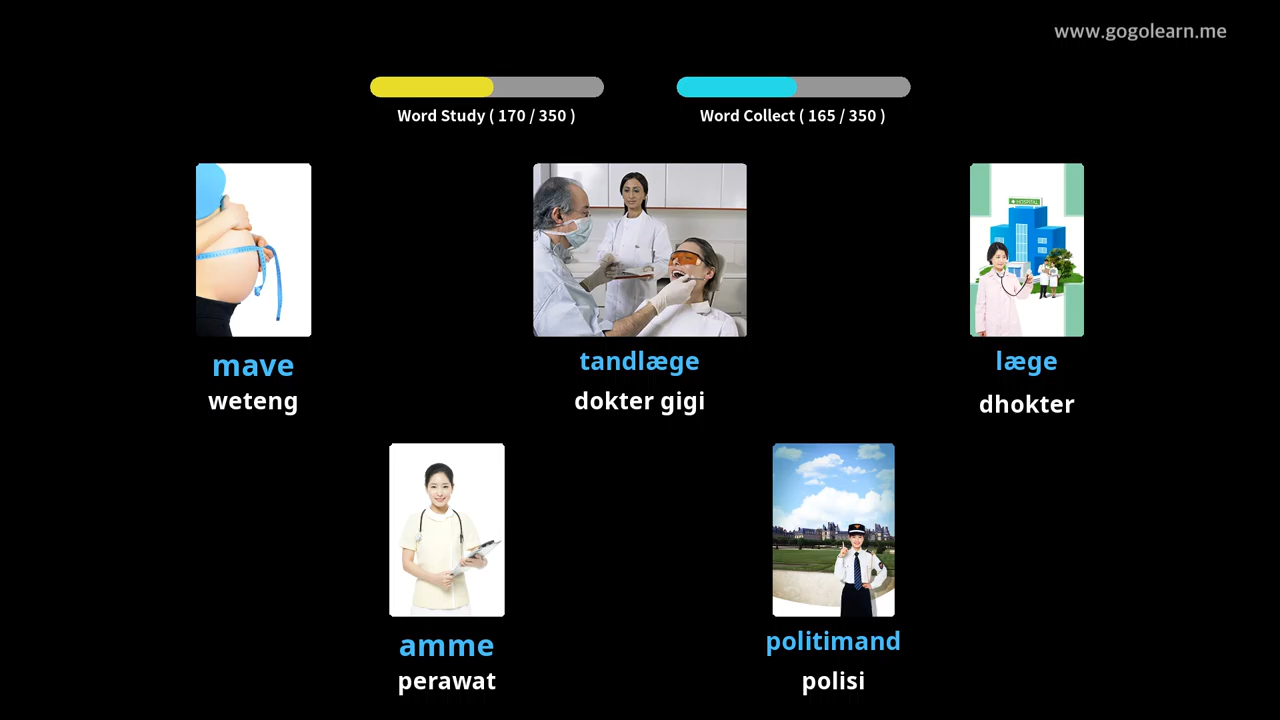 www.gogolearn.me
Word Study ( 170 / 350 )
Word Collect ( 165 / 350 )
HOSPITAL
mave
weteng
tandlæge
dokter gigi
læge
dhokter
amme
perawat
politimand
polisi